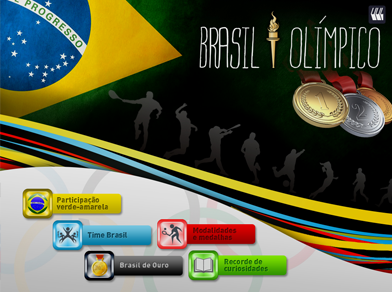 E PROGRESSO
BRASIL OLÍMPICO
Participação
verde-amarela
Time Brasil
Modalidades
e medalhas
Brasil de Ouro
Recorde de
curiosidades